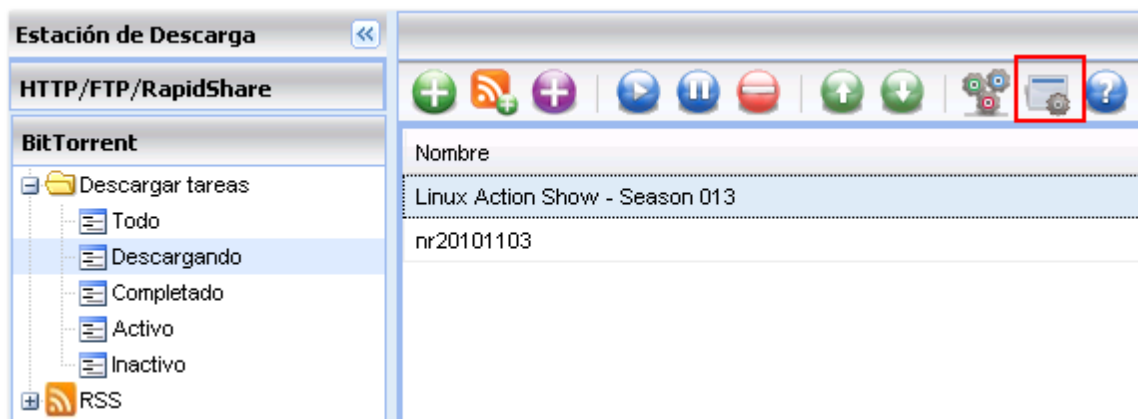 Estación de Descarga
HTTP/FTP/RapidShare
BitTorrent
Descargar tareas
Todo
Descargando
Completado
Activo
Inactivo
RSS
Nombre
Linux Action Show - Season 013
nr20101103